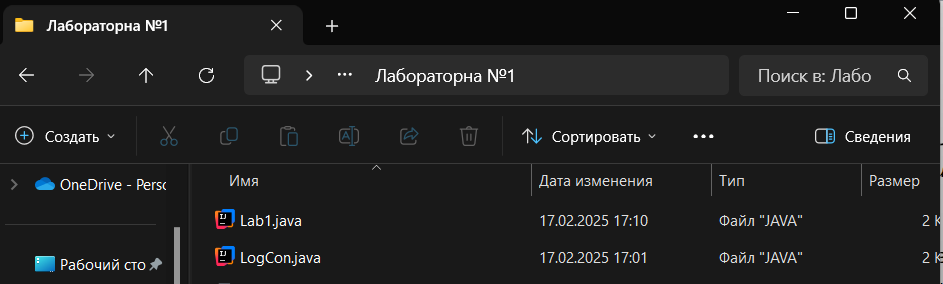 Лабораторна №1
Лабораторна №1
Поиск в: Лабо
Создать
Сортировать
Сведения
OneDrive - Persc
Имя
Дата изменения
Тип
Размер
Lab1.java
17.02.2025 17:10
Файл "JAVA"
2 К
Рабочий сто
LogCon.java
17.02.2025 17:01
Файл "JAVA"
2 К